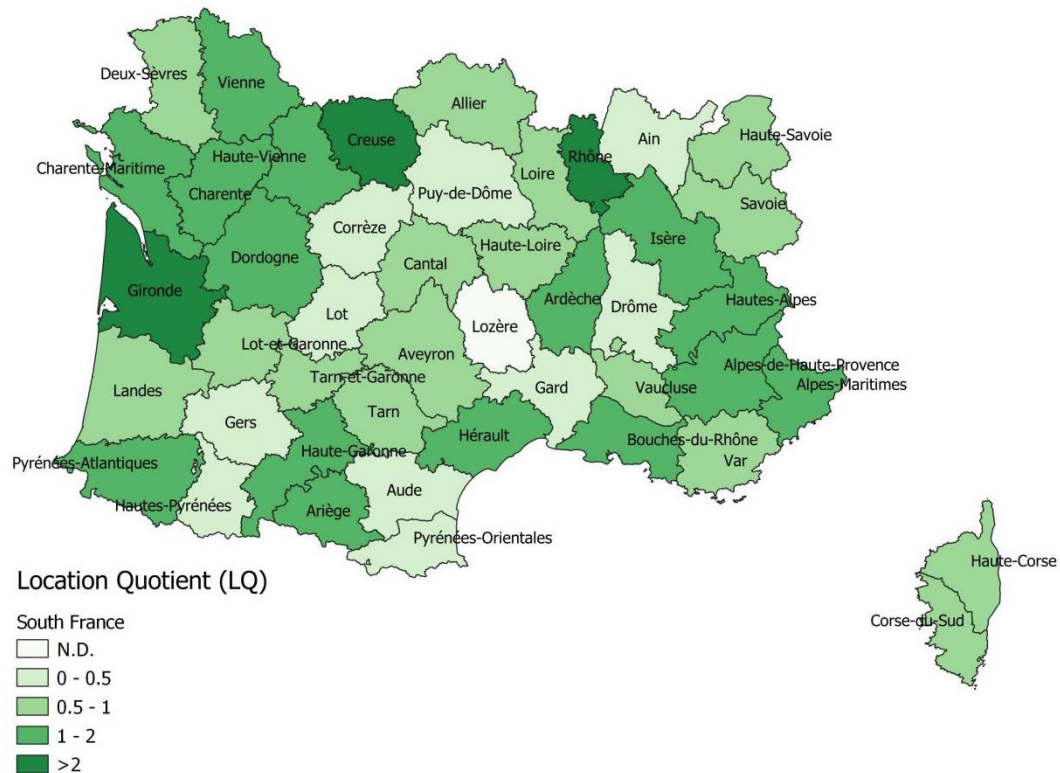 Deux-Sèvres
Vienne
Allier
Creuse
Rhône
Ain
Haute-Savoie
Charente-Maritime
Haute-Vienne
Charente
Puy-de-Dôme
Loire
Savoie
Corrèze
Isère
Dordogne
Cantal
Haute-Loire
Gironde
Ardèche
Drôme
Hautes-Alpes
Lot
Lozère
Lot-et-Garonne
Aveyron
Alpes-de-Haute-Provence
Tarn-et-Garonne
Alpes-Maritimes
Landes
Gard
Vaucluse
Gers
Tarn
Hérault
Bouches-du-Rhône
Haute-Garonne
Var
Pyrénées-Atlantiques
Aude
Hautes-Pyrénées
Ariège
Pyrénées-Orientales
Haute-Corse
Corse-du-Sud
Location Quotient (LQ)
South France
N.D.
0 - 0.5
0.5 - 1
1 - 2
>2